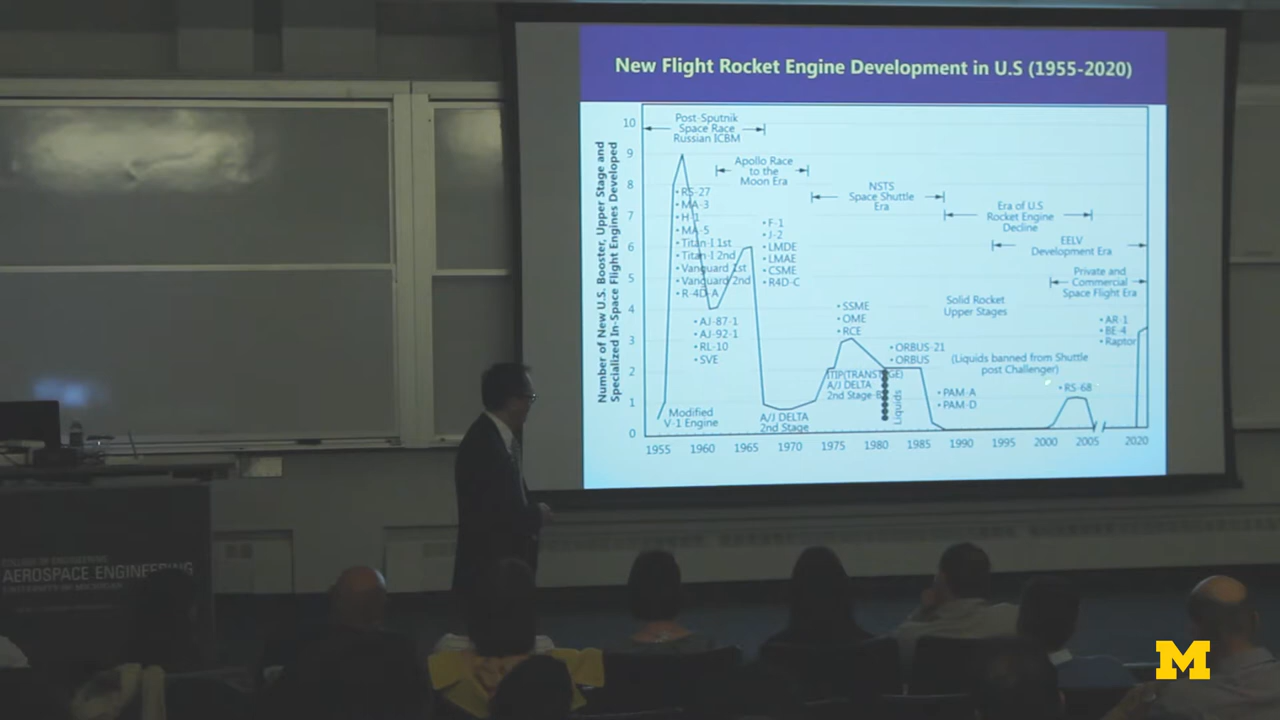 New Flight Rocket Engine Development in U.S (1955-2020)
Number of New U.S. Booster, Upper Stage and
Specialized In-Space Flight Engines Developed
10
9
8
7
6
5
4
3
2
1
0
Post-Sputnik
Space Race
Russian ICBM
Apollo Race
to the
Moon Era
NSTS
Space Shuttle
Era
Era of U.S
Rocket Engine
Decline
EELV
Development Era
Private and
Commercial
Space Flight Era
• RS-27
• MA-3
• H-1
• MA-5
• Titan-I 1st
• Titan-I 2nd
• Vanguard 1st
• Vanguard 2nd
• R-4D-A
• F-1
• J-2
• LMDE
• LMAE
• CSME
• R4D-C
• AJ-87-1
• AJ-92-1
• RL-10
• SVE
• SSME
• OME
• RCE
Solid Rocket
Upper Stages
• AR-1
• BE-4
• Raptor
• ORBUS-21
• ORBUS
(Liquids banned from Shuttle
post Challenger)
A/J DELTA
2nd Stage
Liquids
• PAM-A
• PAM-D
• RS-68
Modified
V-1 Engine
A/J DELTA
2nd Stage
1955 1960 1965 1970 1975 1980 1985 1990 1995 2000 2005 2020
AEROSPACE ENGINEERING
M